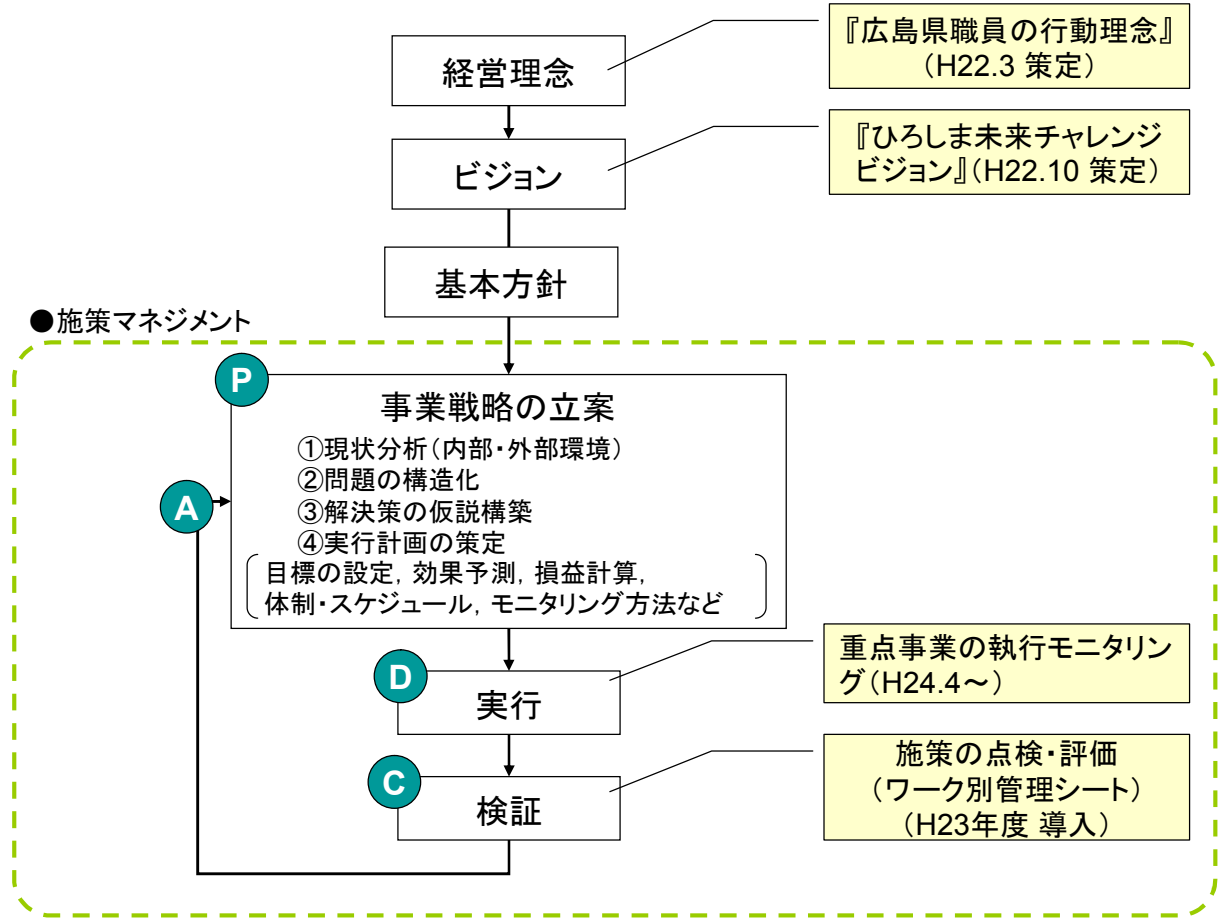 経営理念
『広島県職員の行動理念』
（H22.3 策定）
ビジョン
『ひろしま未来チャレンジ
ビジョン』（H22.10 策定）
基本方針
●施策マネジメント
P
事業戦略の立案
①現状分析（内部・外部環境）
②問題の構造化
③解決策の仮説構築
④実行計画の策定
目標の設定，効果予測，損益計算，
体制・スケジュール，モニタリング方法など
A
D
実行
重点事業の執行モニタリン
グ（H24.4～）
C
検証
施策の点検・評価
（ワーク別管理シート）
（H23年度 導入）